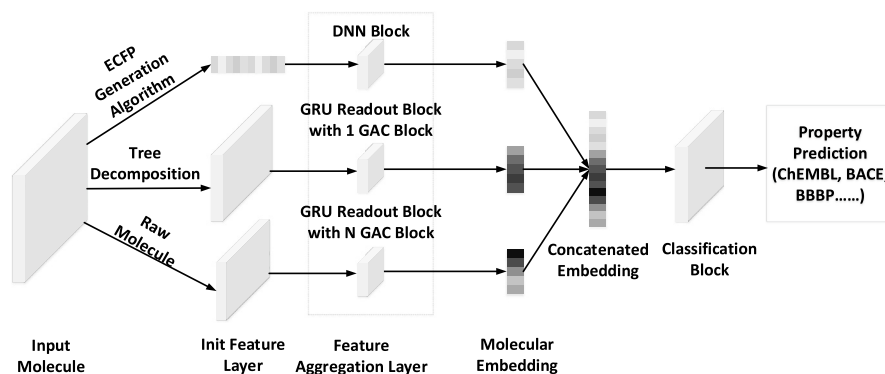 DNN Block
ECFP
Generation
Algorithm
GRU Readout Block
with 1 GAC Block
Tree
Decomposition
Property
Prediction
(ChEMBL, BACE,
BBBP......)
GRU Readout Block
with N GAC Block
Raw
Molecule
Concatenated
Embedding
Classification
Block
Input
Molecule
Init Feature
Layer
Feature
Aggregation Layer
Molecular
Embedding